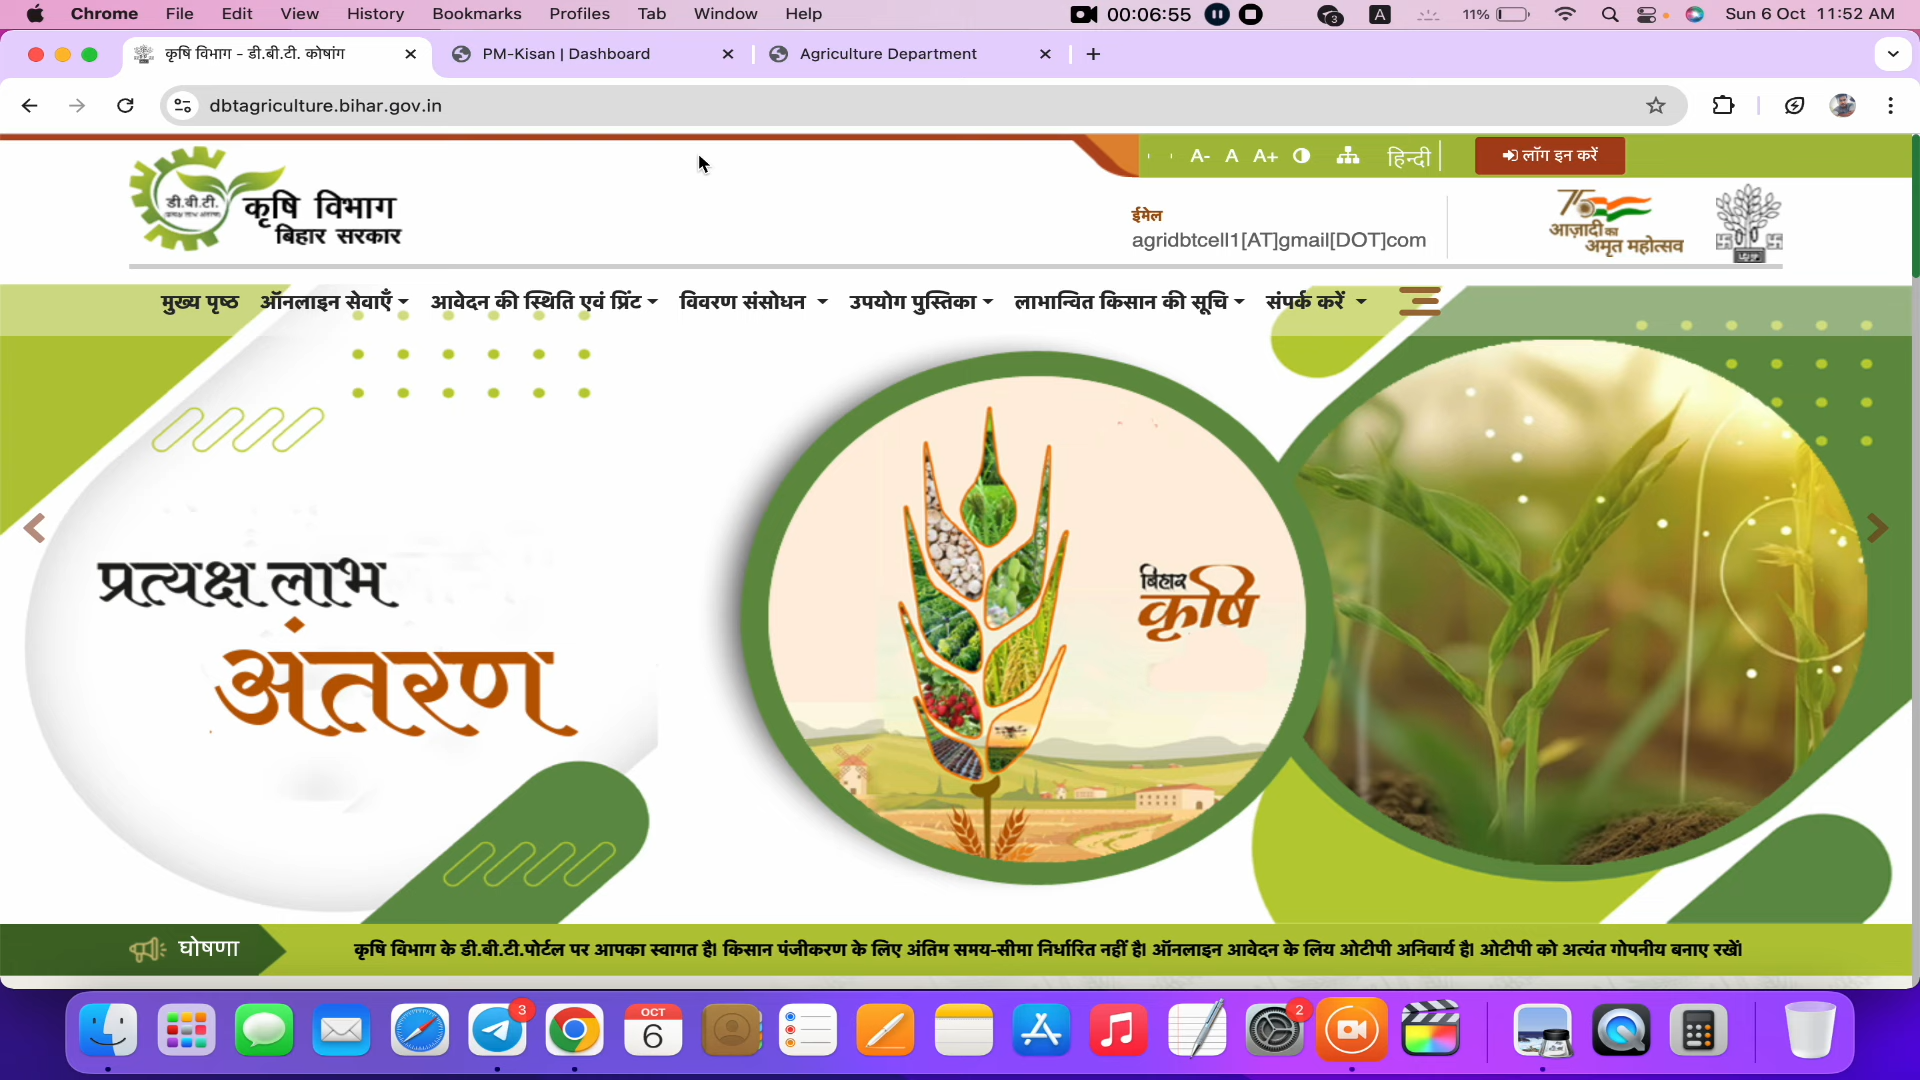 Chrome File Edit View History Bookmarks Profiles Tab Window Help 00:06:55 3 A 11% Sun 6 Oct 11:52 AM
कृषि विभाग - डी.बी.टी. कोषांग PM-Kisan | Dashboard Agriculture Department
dbtagriculture.bihar.gov.in
A- A A+ हिन्दी लॉग इन करें
डी.बी.टी.
कृषि विभाग
बिहार सरकार
ईमेल
agridbtcell1[AT]gmail[DOT]com
75
आज़ादी का
अमृत महोत्सव
मुख्य पृष्ठ ऑनलाइन सेवाएँ आवेदन की स्थिति एवं प्रिंट विवरण संसोधन उपयोग पुस्तिका लाभान्वित किसान की सूचि संपर्क करें
प्रत्यक्ष लाभ
अंतरण
बिहार
कृषि
घोषणा कृषि विभाग के डी.बी.टी.पोर्टल पर आपका स्वागत है। किसान पंजीकरण के लिए अंतिम समय-सीमा निर्धारित नहीं है। ऑनलाइन आवेदन के लिय ओटीपी अनिवार्य है। ओटीपी को अत्यंत गोपनीय बनाए रखें।
3 OCT 6 2